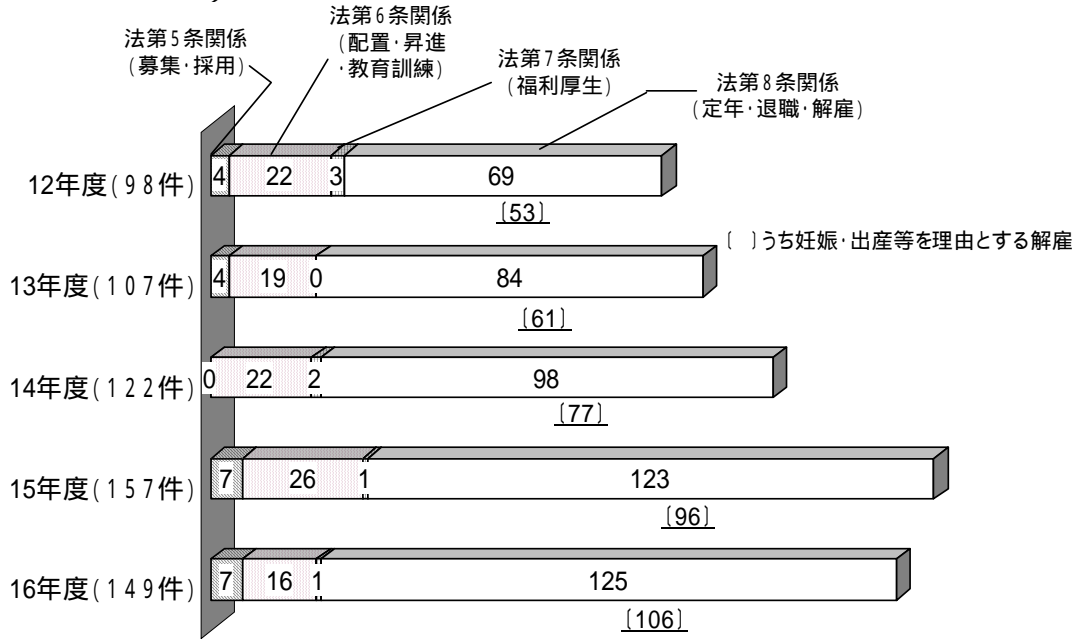 法第5条関係
(募集・採用)
法第6条関係
(配置・昇進
・教育訓練)
法第7条関係
(福利厚生)
法第8条関係
(定年・退職・解雇)
12年度(98件) 4 22 3 69
〔53〕
〔 〕うち妊娠・出産等を理由とする解雇
13年度(107件) 4 19 0 84
〔61〕
14年度(122件) 0 22 2 98
〔77〕
15年度(157件) 7 26 1 123
〔96〕
16年度(149件) 7 16 1 125
〔106〕